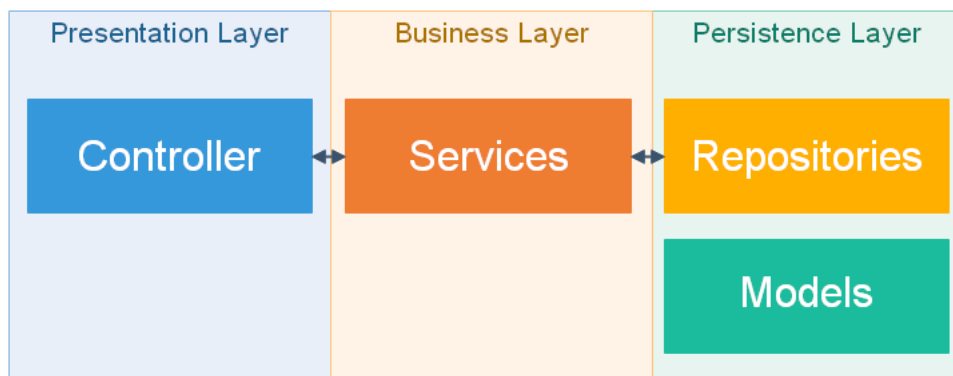 Presentation Layer
Business Layer
Persistence Layer
Controller
Services
Repositories
Models